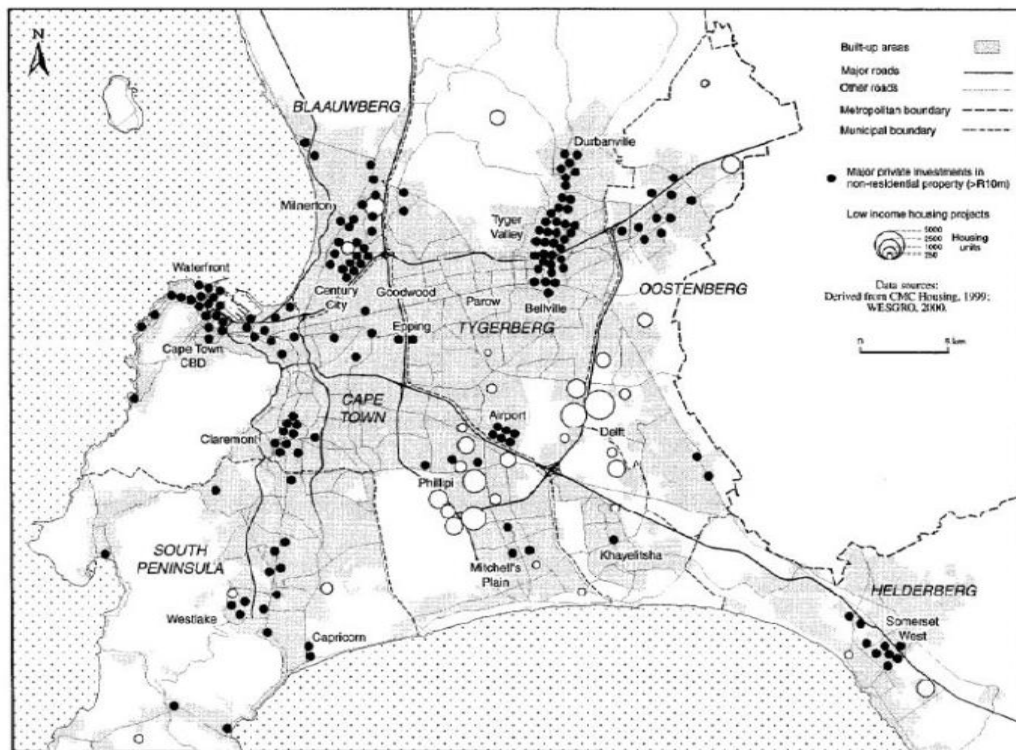 N
BLAAUWBERG
Durbanville
Milnerton
Tyger
Valley
Waterfront
Century
City
Goodwood
Parow
Bellville
OOSTENBERG
Epping
TYGERBERG
Cape Town
CBD
CAPE
TOWN
Airport
Claremont
Delft
Phillipi
SOUTH
PENINSULA
Mitchell's
Plain
Khayelitsha
HELDERBERG
Westlake
Capricorn
Somerset
West
Built-up areas
Major roads
Other roads
Metropolitan boundary
Municipal boundary
Major private investments in
non-residential property (>R10m)
Low income housing projects
5000
2500
1000
250
Housing
units
Data sources:
Derived from CMC Housing, 1999;
WESGRO, 2000.
0 5 km